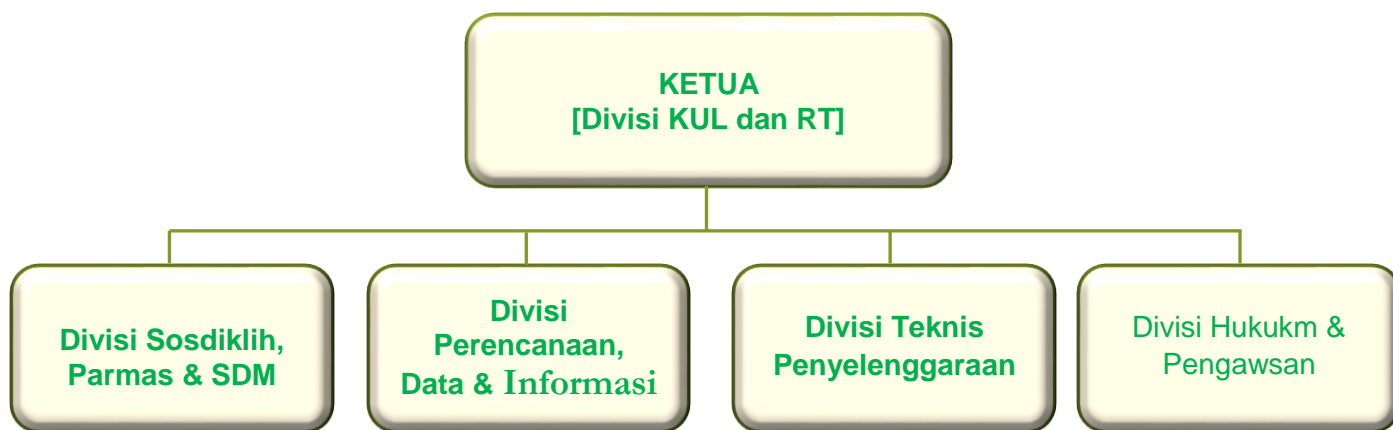 KETUA
[Divisi KUL dan RT]
Divisi Sosdiklih,
Parmas & SDM
Divisi
Perencanaan,
Data & Informasi
Divisi Teknis
Penyelenggaraan
Divisi Hukukm &
Pengawsan